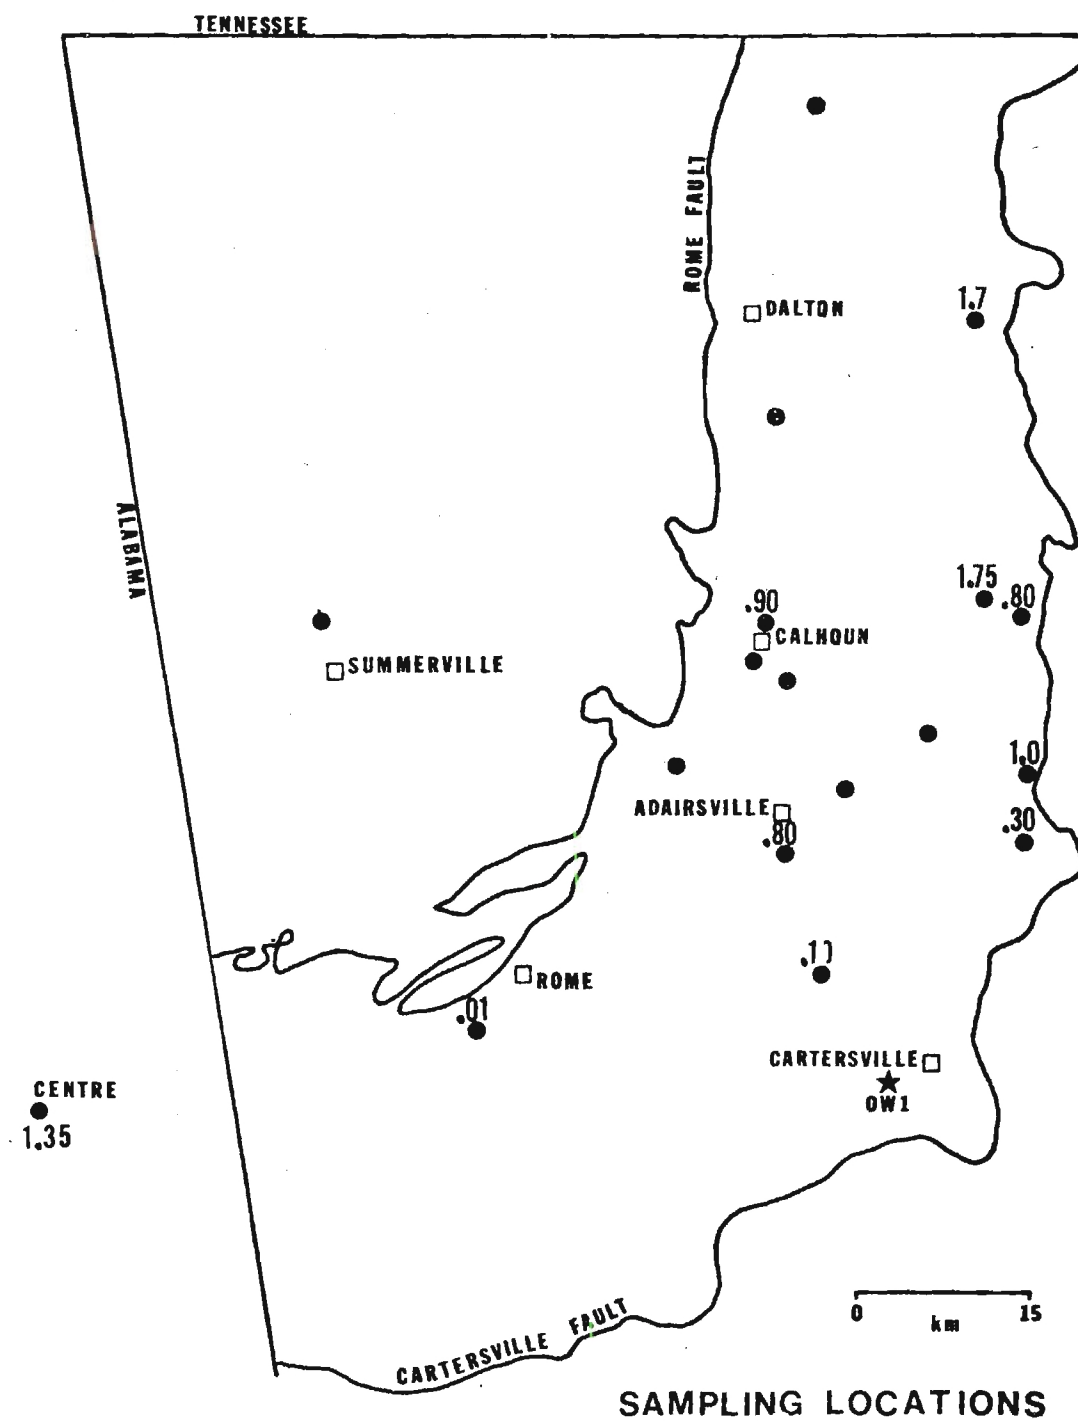 TENNESSEE
ROME FAULT
DALTON
1.7
ALABAMA
1.75
.80
.90
CALHOUN
SUMMERVILLE
1.0
ADAIRSVILLE
.30
.80
ROME
.01
CARTERSVILLE
OW1
CENTRE
1.35
0 15
km
CARTERSVILLE FAULT
SAMPLING LOCATIONS